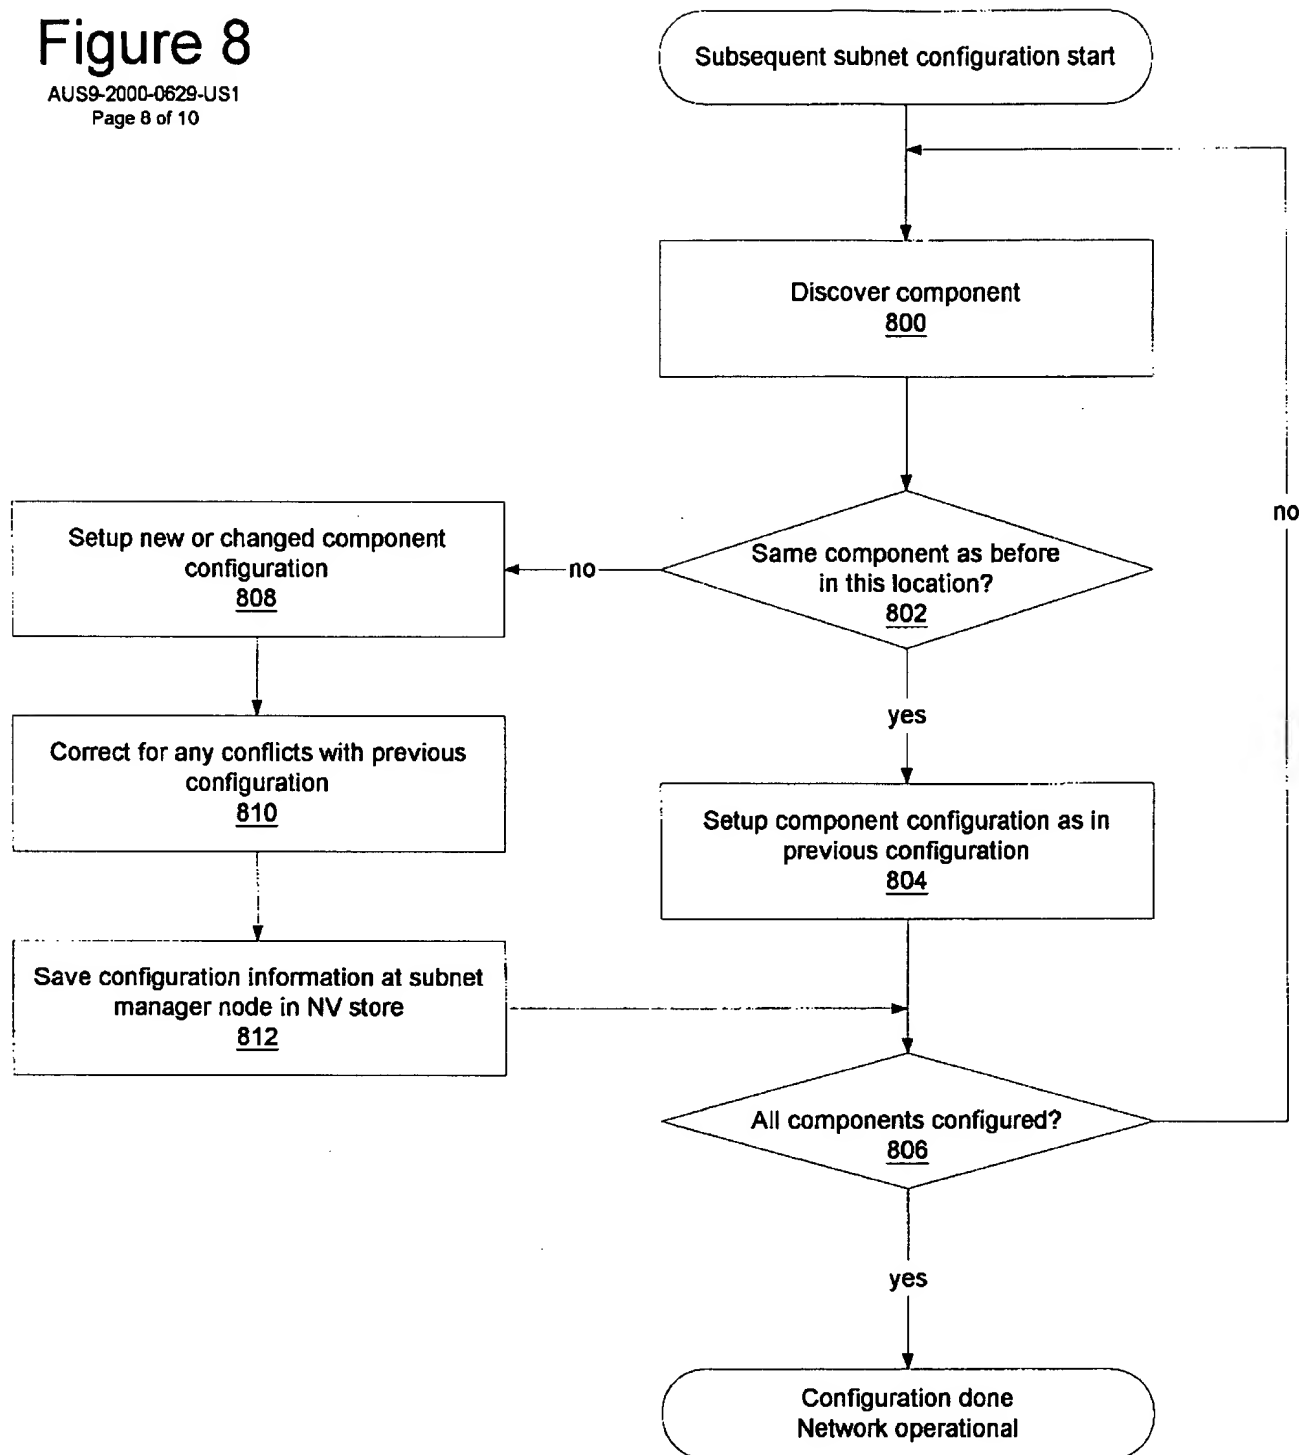 Figure 8
AUS9-2000-0629-US1
Page 8 of 10
Subsequent subnet configuration start
Discover component
800
Same component as before
in this location?
802
no
yes
Setup new or changed component
configuration
808
Correct for any conflicts with previous
configuration
810
Save configuration information at subnet
manager node in NV store
812
Setup component configuration as in
previous configuration
804
All components configured?
806
no
yes
Configuration done
Network operational